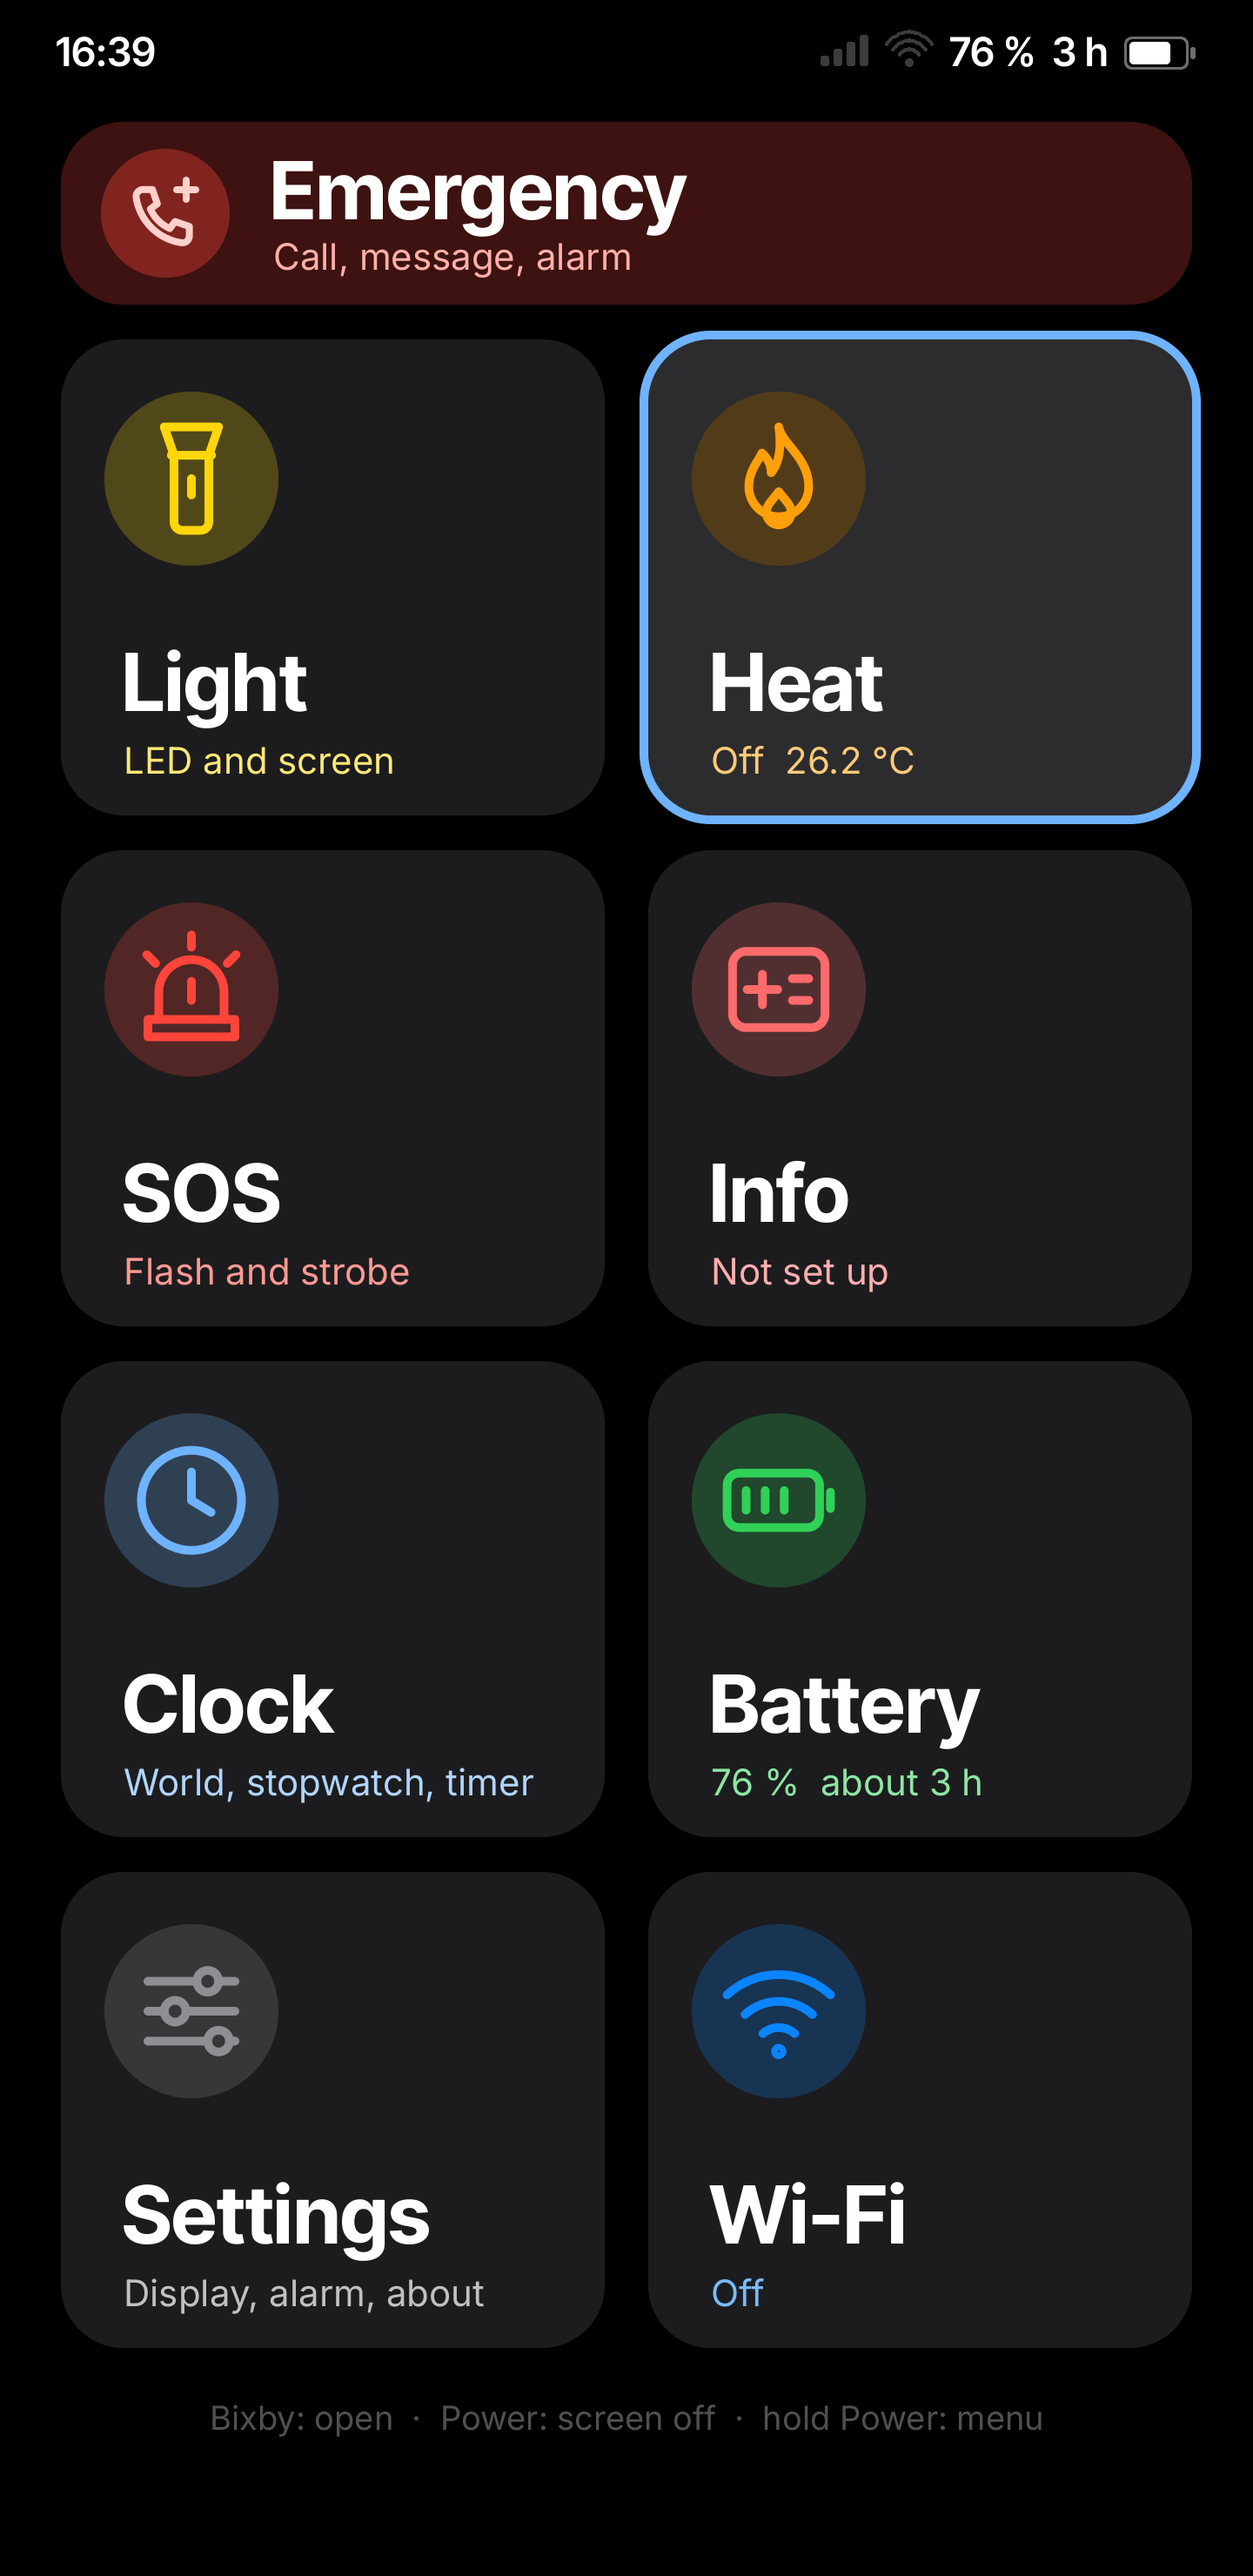 16:39
76 % 3 h
Emergency
Call, message, alarm
Light
LED and screen
Heat
Off 26.2 °C
SOS
Flash and strobe
Info
Not set up
Clock
World, stopwatch, timer
Battery
76 % about 3 h
Settings
Display, alarm, about
Wi-Fi
Off
Bixby: open · Power: screen off · hold Power: menu